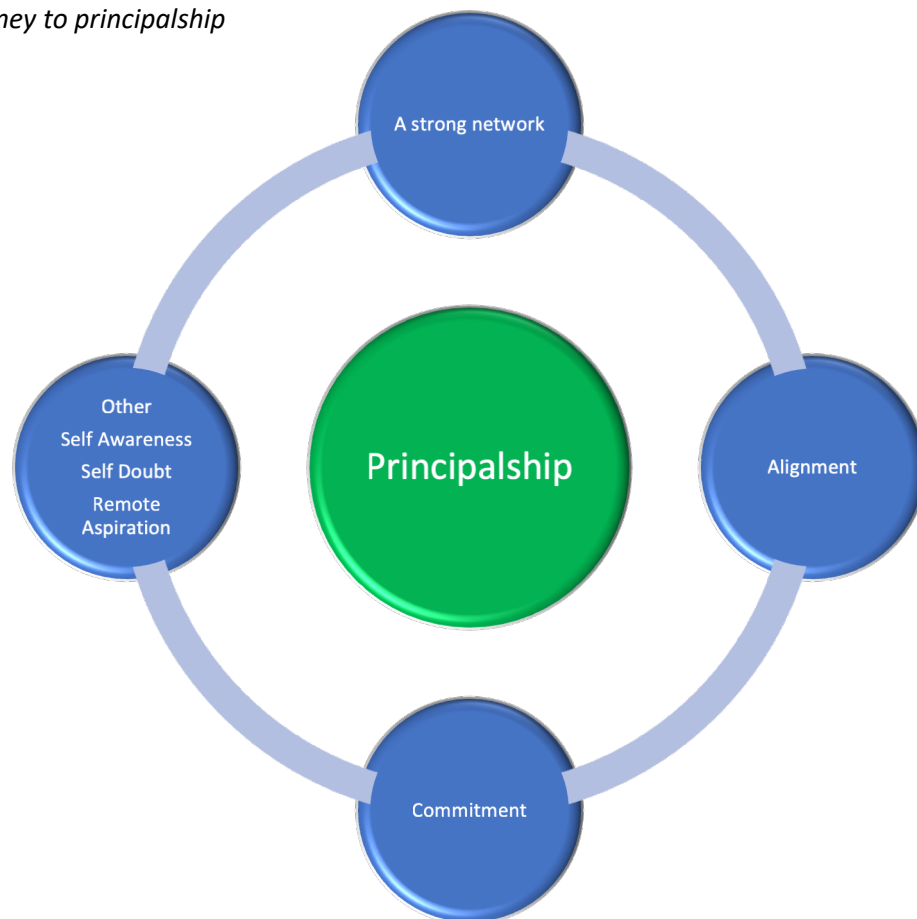 ney to principalship
A strong network
Other
Self Awareness
Self Doubt
Remote
Aspiration
Principalship
Alignment
Commitment